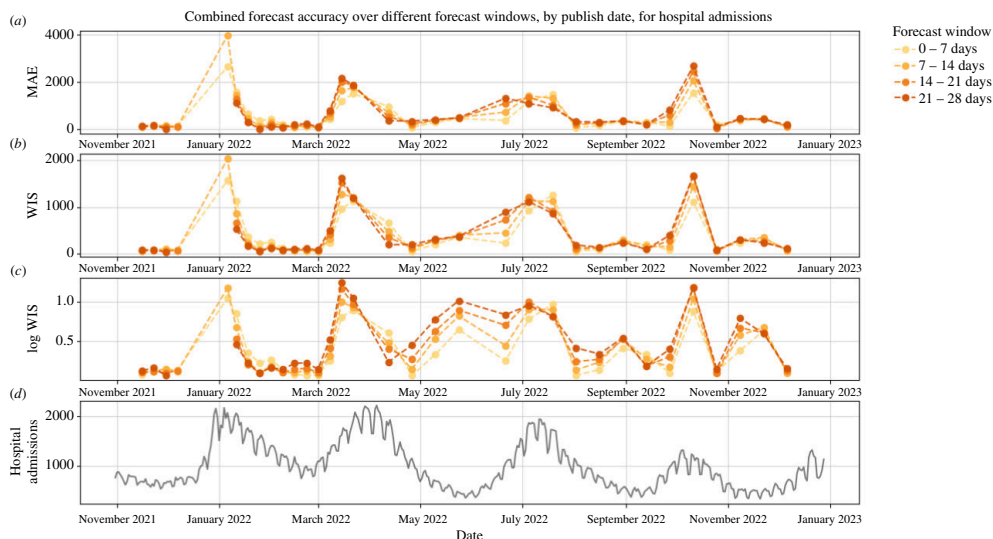 Combined forecast accuracy over different forecast windows, by publish date, for hospital admissions
(a)
Forecast window
0 – 7 days
7 – 14 days
14 – 21 days
21 – 28 days
4000
2000
0
MAE
November 2021 January 2022 March 2022 May 2022 July 2022 September 2022 November 2022 January 2023
(b)
2000
1000
0
WIS
November 2021 January 2022 March 2022 May 2022 July 2022 September 2022 November 2022 January 2023
(c)
1.0
0.5
log WIS
November 2021 January 2022 March 2022 May 2022 July 2022 September 2022 November 2022 January 2023
(d)
2000
1000
Hospital
admissions
November 2021 January 2022 March 2022 May 2022 July 2022 September 2022 November 2022 January 2023
Date